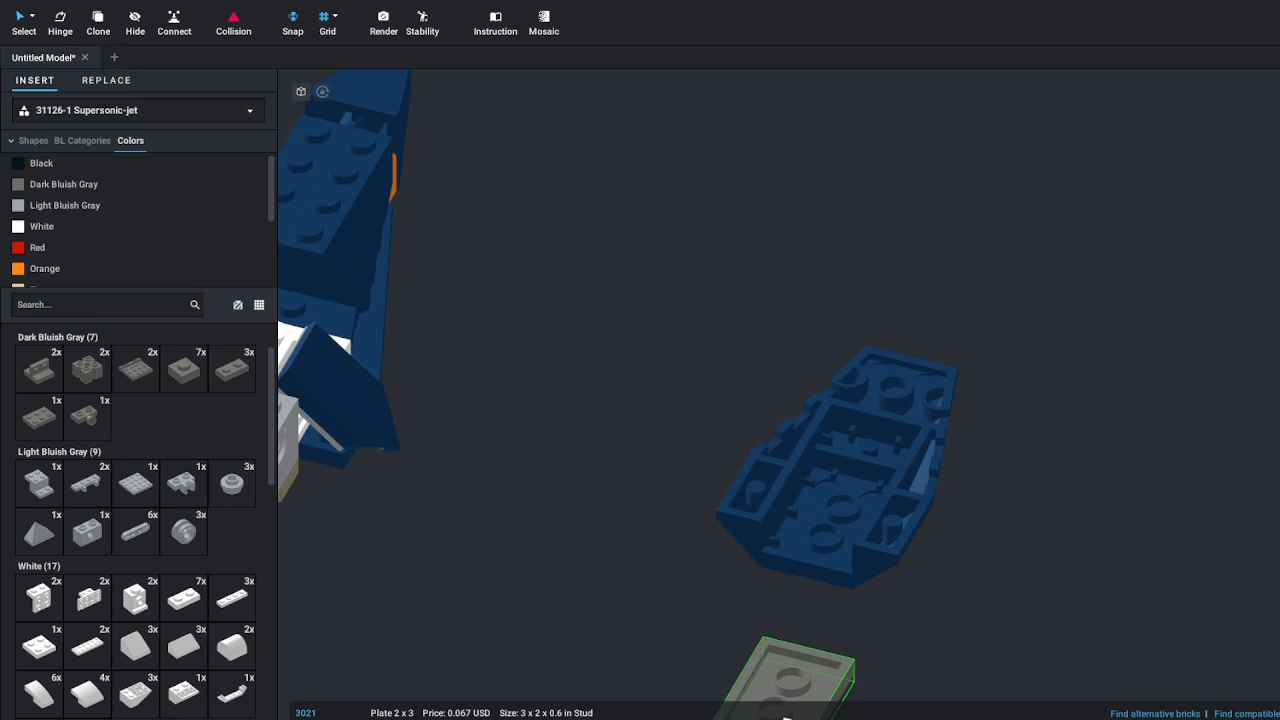 Select Hinge Clone Hide Connect Collision Snap Grid Render Stability Instruction Mosaic
Untitled Model* × +
INSERT REPLACE
31126-1 Supersonic-jet
Shapes BL Categories Colors
Black
Dark Bluish Gray
Light Bluish Gray
White
Red
Orange
Search...
Dark Bluish Gray (7)
2x 2x 2x 7x 3x
1x 1x
Light Bluish Gray (9)
1x 2x 1x 1x 3x
1x 1x 6x 3x
White (17)
2x 2x 2x 7x 3x
1x 2x 3x 3x 2x
6x 4x 3x 1x 1x
3021 Plate 2 x 3 Price: 0.067 USD Size: 3 x 2 x 0.6 in Stud Find alternative bricks | Find compatible